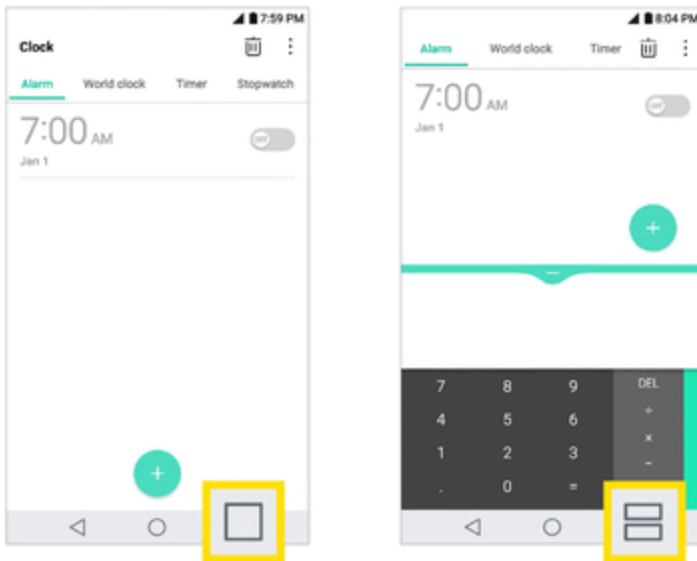 7:59 PM
Clock
Alarm World clock Timer Stopwatch
7:00 AM
OFF
Jan 1
+
8:04 PM
Alarm World clock Timer
7:00 AM
OFF
Jan 1
+
7 8 9 DEL
4 5 6 ÷
1 2 3 ×
−
. 0 =